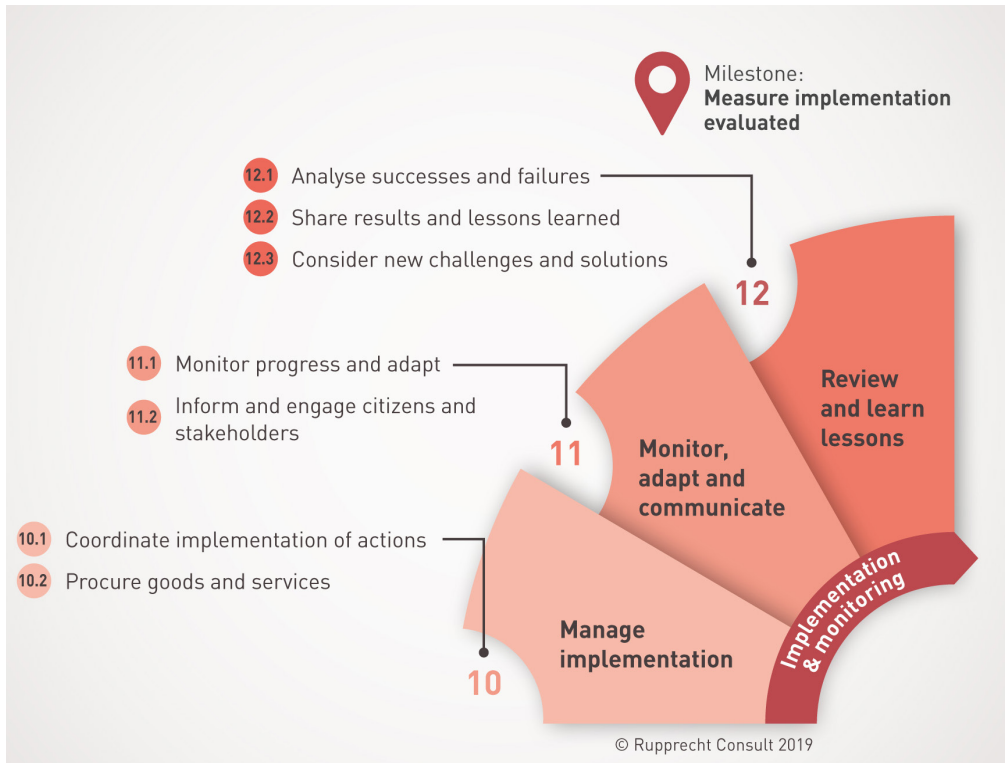 Milestone:
Measure implementation
evaluated
12.1 Analyse successes and failures
12.2 Share results and lessons learned
12.3 Consider new challenges and solutions
12
Review
and learn
lessons
11.1 Monitor progress and adapt
11.2 Inform and engage citizens and
stakeholders
11
Monitor,
adapt and
communicate
10.1 Coordinate implementation of actions
10.2 Procure goods and services
10
Manage
implementation
Implementation
& monitoring
© Rupprecht Consult 2019